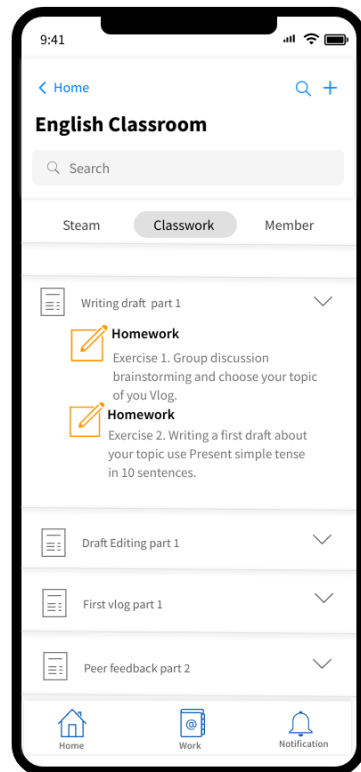 9:41
Home
English Classroom
Search
Steam Classwork Member
Writing draft part 1
Homework
Exercise 1. Group discussion
brainstorming and choose your topic
of you Vlog.
Homework
Exercise 2. Writing a first draft about
your topic use Present simple tense
in 10 sentences.
Draft Editing part 1
First vlog part 1
Peer feedback part 2
Home Work Notification